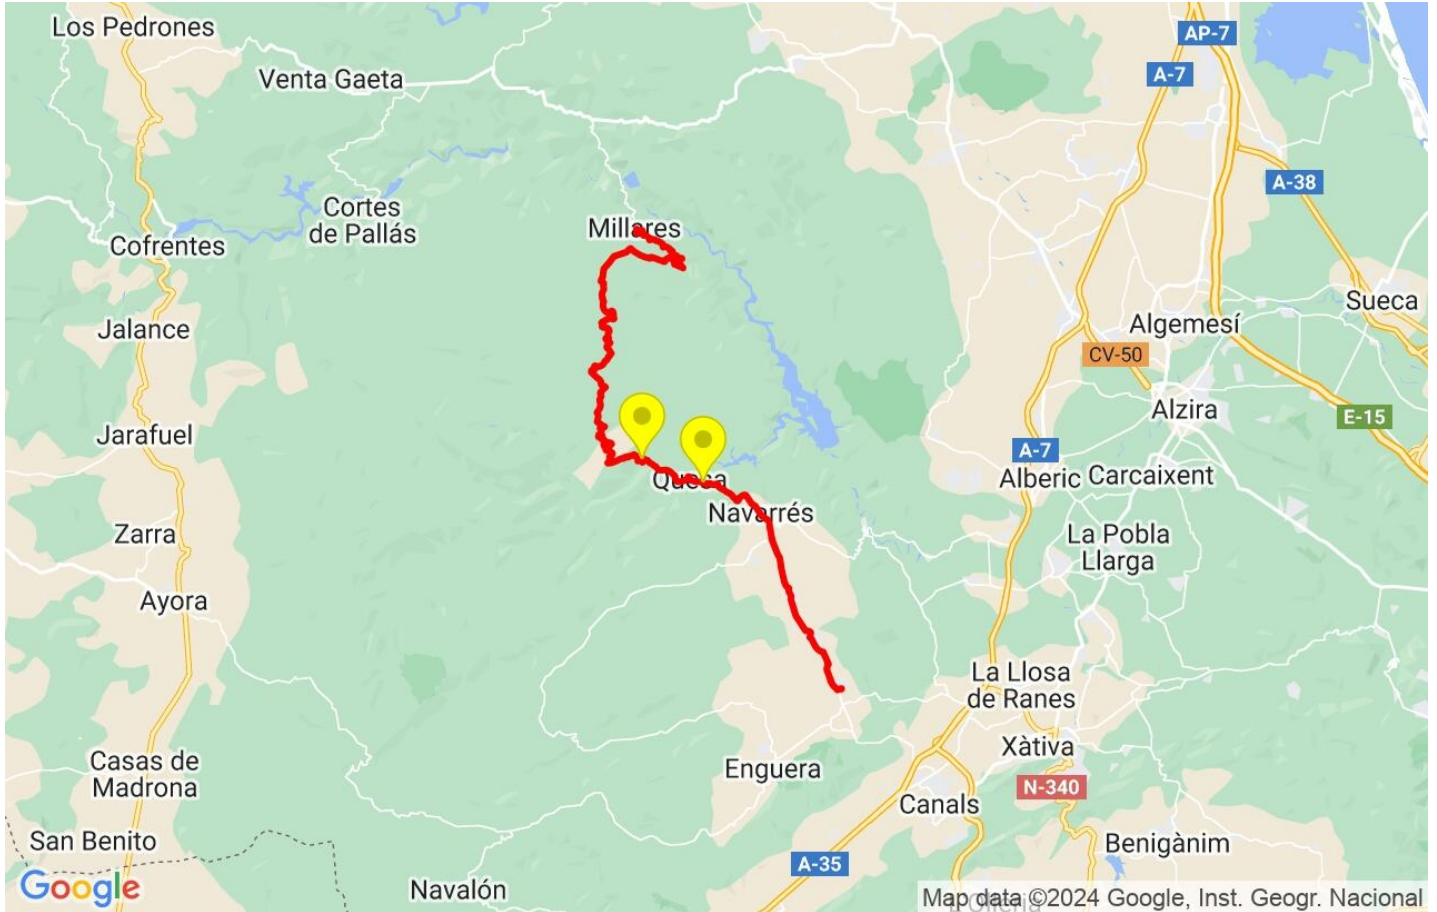 Los Pedrones
AP-7
Venta Gaeta
A-7
A-38
Cortes
de Pallás
Millares
Cofrentes
Sueca
Jalance
Algemesí
CV-50
Alzira
E-15
Jarafuel
A-7
Quesa
Alberic
Carcaixent
Navarrés
Zarra
La Pobla
Llarga
Ayora
La Llosa
de Ranes
Xàtiva
Casas de
Madrona
Enguera
N-340
Canals
San Benito
Benigànim
A-35
Google
Navalón
Map data ©2024 Google, Inst. Geogr. Nacional